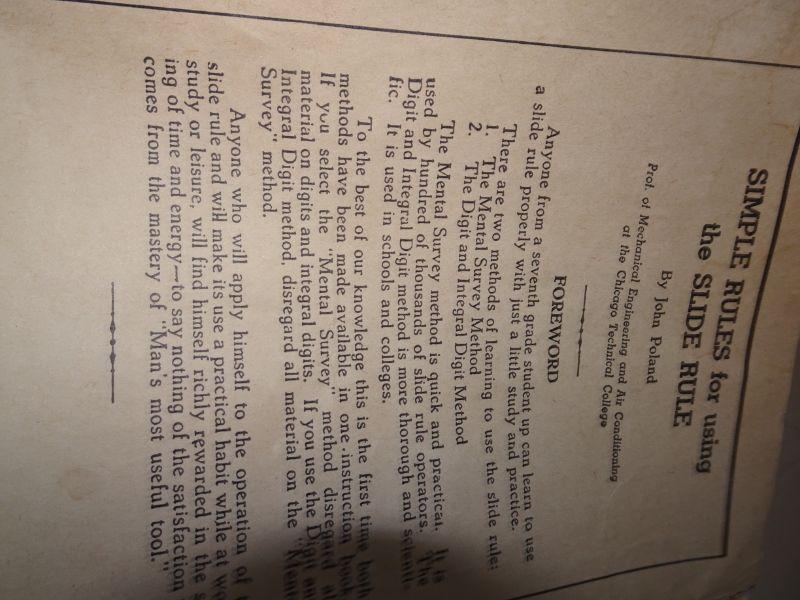 SIMPLE RULES for using
the SLIDE RULE
By John Poland
Prof. of Mechanical Engineering and Air Conditioning
at the Chicago Technical College
FOREWORD
Anyone from a seventh grade student up can learn to use
a slide rule properly with just a little study and practice.
There are two methods of learning to use the slide rule:
1. The Mental Survey Method
2. The Digit and Integral Digit Method
The Mental Survey method is quick and practical. It is
used by hundred of thousands of slide rule operators. The
Digit and Integral Digit method is more thorough and scienti-
fic. It is used in schools and colleges.
To the best of our knowledge this is the first time both
methods have been made available in one instruction book
If you select the "Mental Survey" method disregard
material on digits and integral digits. If you use the Digit
Integral Digit method, disregard all material on the
Survey" method.
Anyone who will apply himself to the operation of
slide rule and will make its use a practical habit while at
study or leisure, will find himself richly rewarded in the
ing of time and energy—to say nothing of the satisfaction
comes from the mastery of "Man's most useful tool."